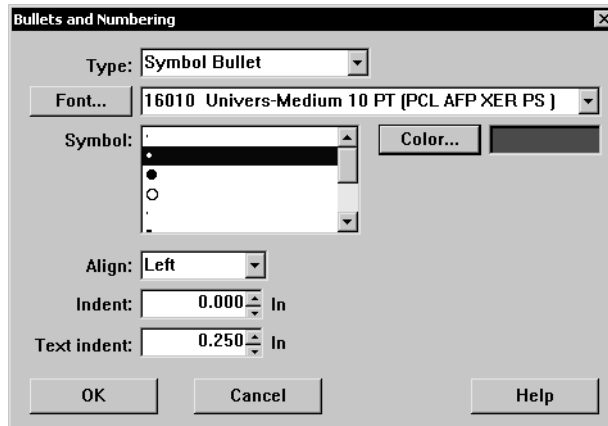 Bullets and Numbering
Type: Symbol Bullet
Font... 16010 Univers-Medium 10 PT (PCL AFP XER PS )
Symbol: Color...
Align: Left
Indent: 0.000 In
Text indent: 0.250 In
OK Cancel Help